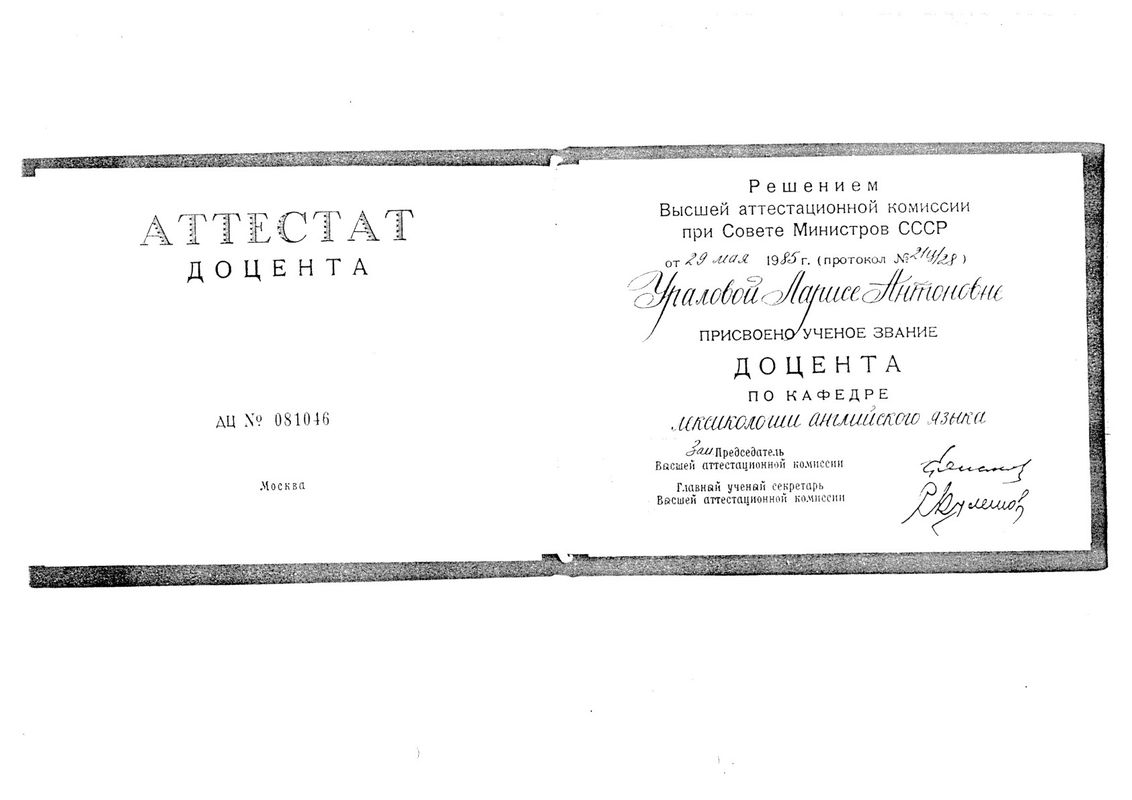 АТТЕСТАТ
ДОЦЕНТА
ДЦ № 081046
Москва
Решением
Высшей аттестационной комиссии
при Совете Министров СССР
от 29 мая 1985 г. (протокол №)
Ураловой Ларисе Антоновне
ПРИСВОЕНО УЧЕНОЕ ЗВАНИЕ
ДОЦЕНТА
ПО КАФЕДРЕ
лексикологии английского языка
Зам Председатель
Высшей аттестационной комиссии
Главный ученый секретарь
Высшей аттестационной комиссии